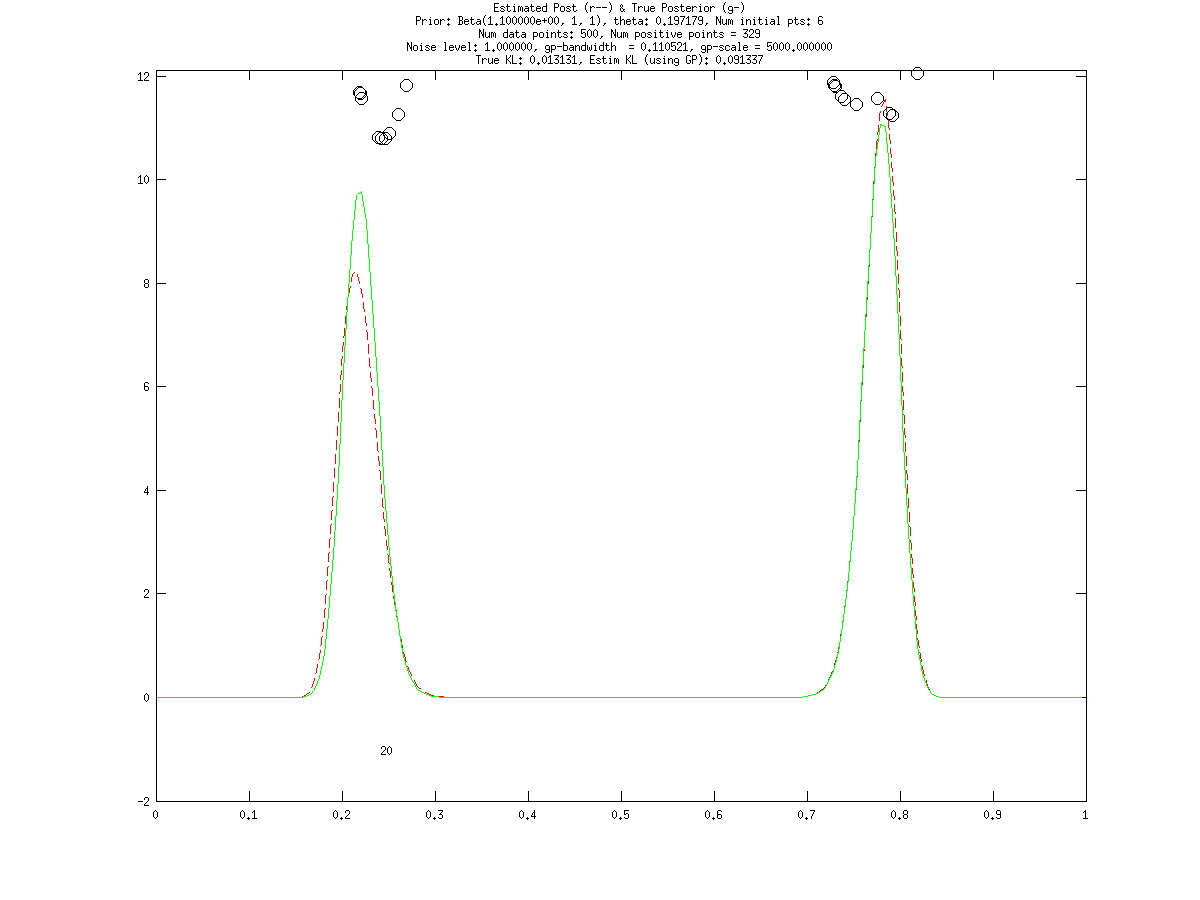 Estimated Post (r--) & True Posterior (g-)
Prior: Beta(1.100000e+00, 1, 1), theta: 0.197179, Num initial pts: 6
Num data points: 500, Num positive points = 329
Noise level: 1.000000, gp-bandwidth  = 0.110521, gp-scale = 5000.000000
True KL: 0.013131, Estim KL (using GP): 0.091337
12
10
8
6
4
2
0
20
-2
0 0.1 0.2 0.3 0.4 0.5 0.6 0.7 0.8 0.9 1